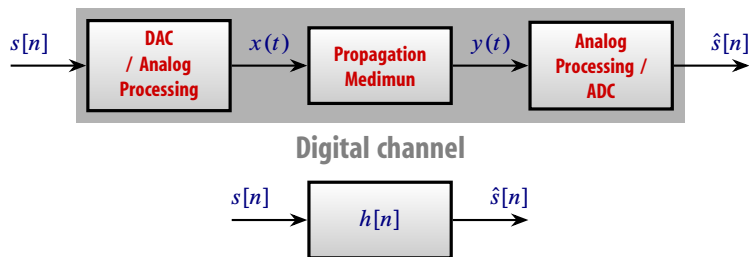 s[n]
DAC
/ Analog
Processing
x(t)
Propagation
Medimun
y(t)
Analog
Processing /
ADC
ŝ[n]
Digital channel
s[n]
h[n]
ŝ[n]